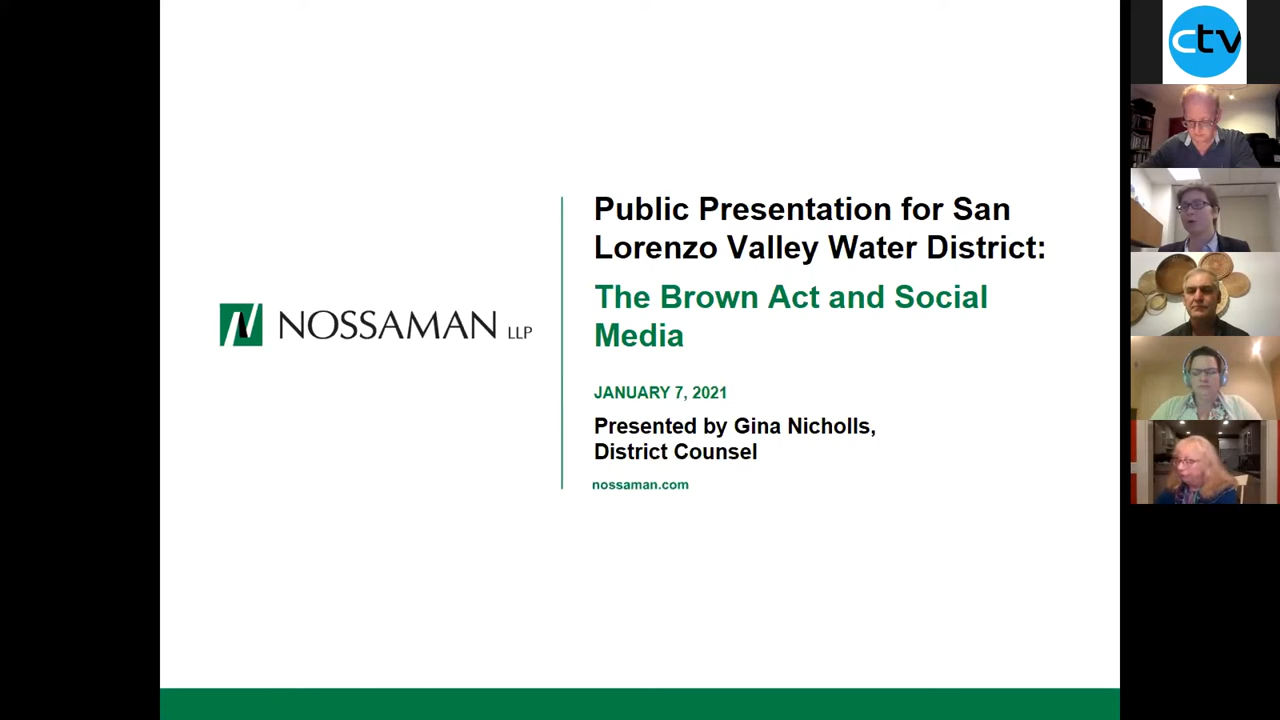 ctv
Public Presentation for San
Lorenzo Valley Water District:
The Brown Act and Social
Media
NOSSAMAN LLP
JANUARY 7, 2021
Presented by Gina Nicholls,
District Counsel
nossaman.com